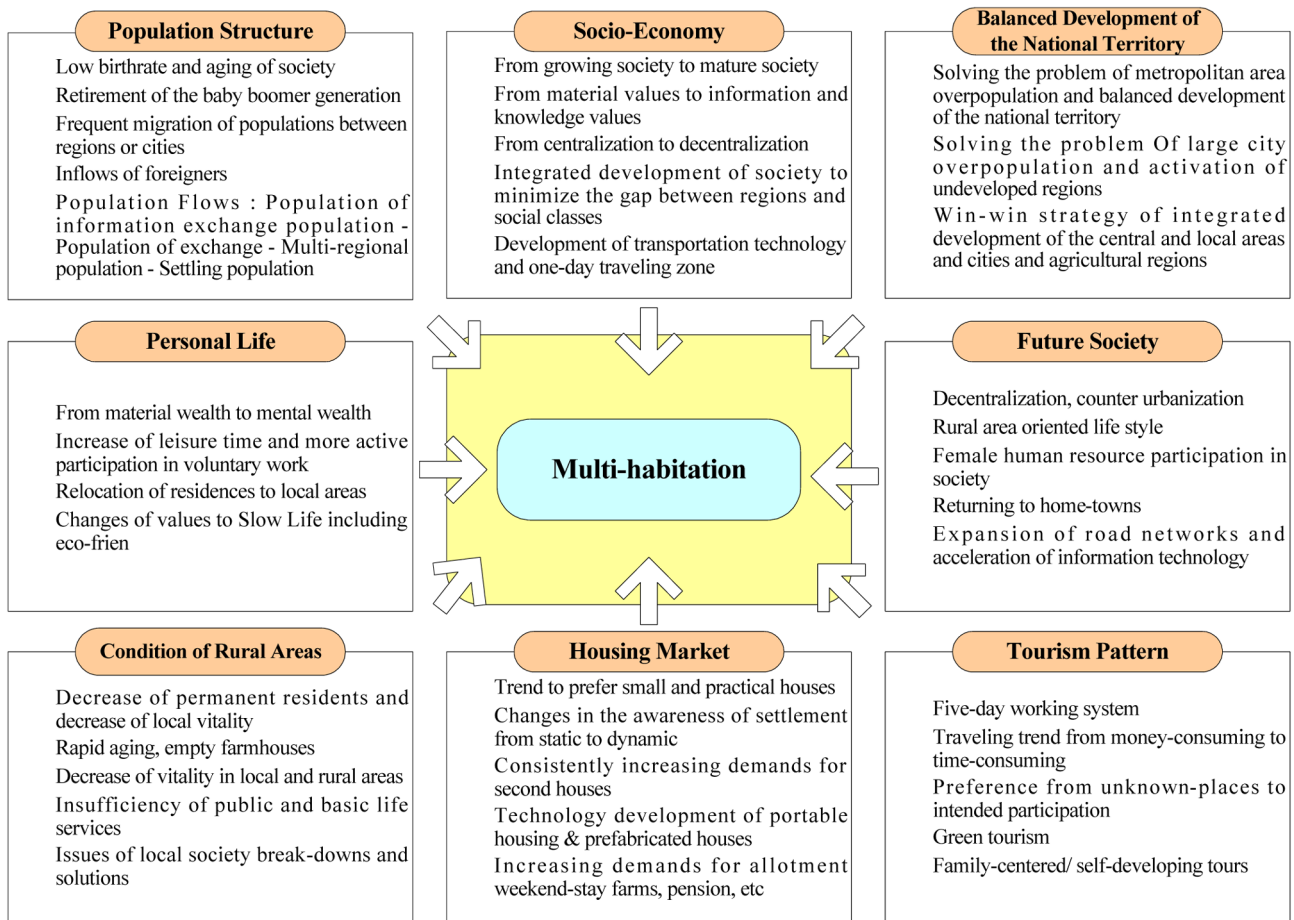 Population Structure
Low birthrate and aging of society
Retirement of the baby boomer generation
Frequent migration of populations between
regions or cities
Inflows of foreigners
Population Flows : Population of
information exchange population -
Population of exchange - Multi-regional
population - Settling population
Socio-Economy
From growing society to mature society
From material values to information and
knowledge values
From centralization to decentralization
Integrated development of society to
minimize the gap between regions and
social classes
Development of transportation technology
and one-day traveling zone
Balanced Development of
the National Territory
Solving the problem of metropolitan area
overpopulation and balanced development
of the national territory
Solving the problem Of large city
overpopulation and activation of
undeveloped regions
Win-win strategy of integrated
development of the central and local areas
and cities and agricultural regions
Personal Life
From material wealth to mental wealth
Increase of leisure time and more active
participation in voluntary work
Relocation of residences to local areas
Changes of values to Slow Life including
eco-frien
Multi-habitation
Future Society
Decentralization, counter urbanization
Rural area oriented life style
Female human resource participation in
society
Returning to home-towns
Expansion of road networks and
acceleration of information technology
Condition of Rural Areas
Decrease of permanent residents and
decrease of local vitality
Rapid aging, empty farmhouses
Decrease of vitality in local and rural areas
Insufficiency of public and basic life
services
Issues of local society break-downs and
solutions
Housing Market
Trend to prefer small and practical houses
Changes in the awareness of settlement
from static to dynamic
Consistently increasing demands for
second houses
Technology development of portable
housing & prefabricated houses
Increasing demands for allotment
weekend-stay farms, pension, etc
Tourism Pattern
Five-day working system
Traveling trend from money-consuming to
time-consuming
Preference from unknown-places to
intended participation
Green tourism
Family-centered/ self-developing tours